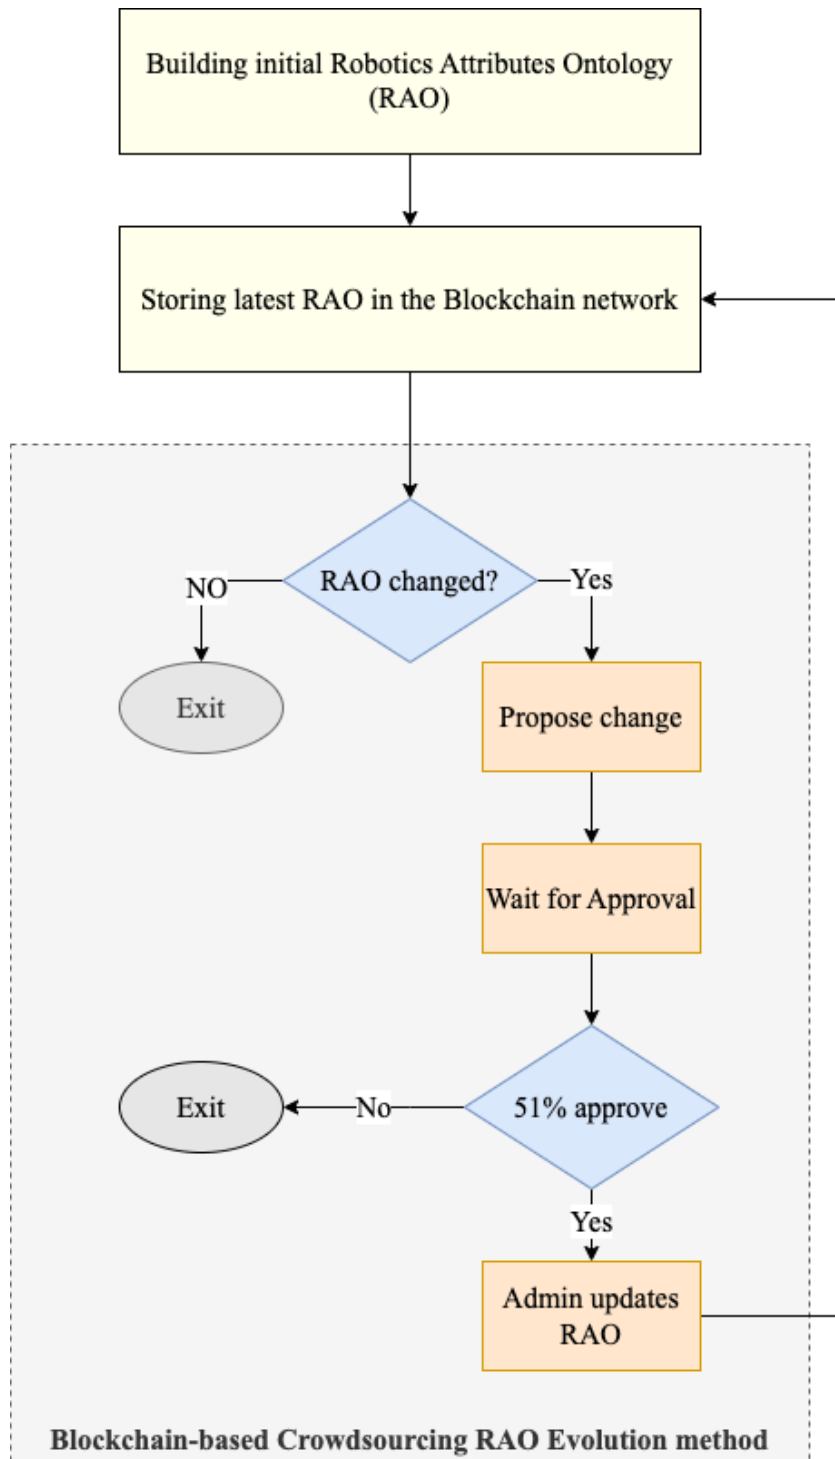 Building initial Robotics Attributes Ontology
(RAO)
Storing latest RAO in the Blockchain network
RAO changed?
NO
Yes
Exit
Propose change
Wait for Approval
51% approve
No
Exit
Yes
Admin updates
RAO
Blockchain-based Crowdsourcing RAO Evolution method